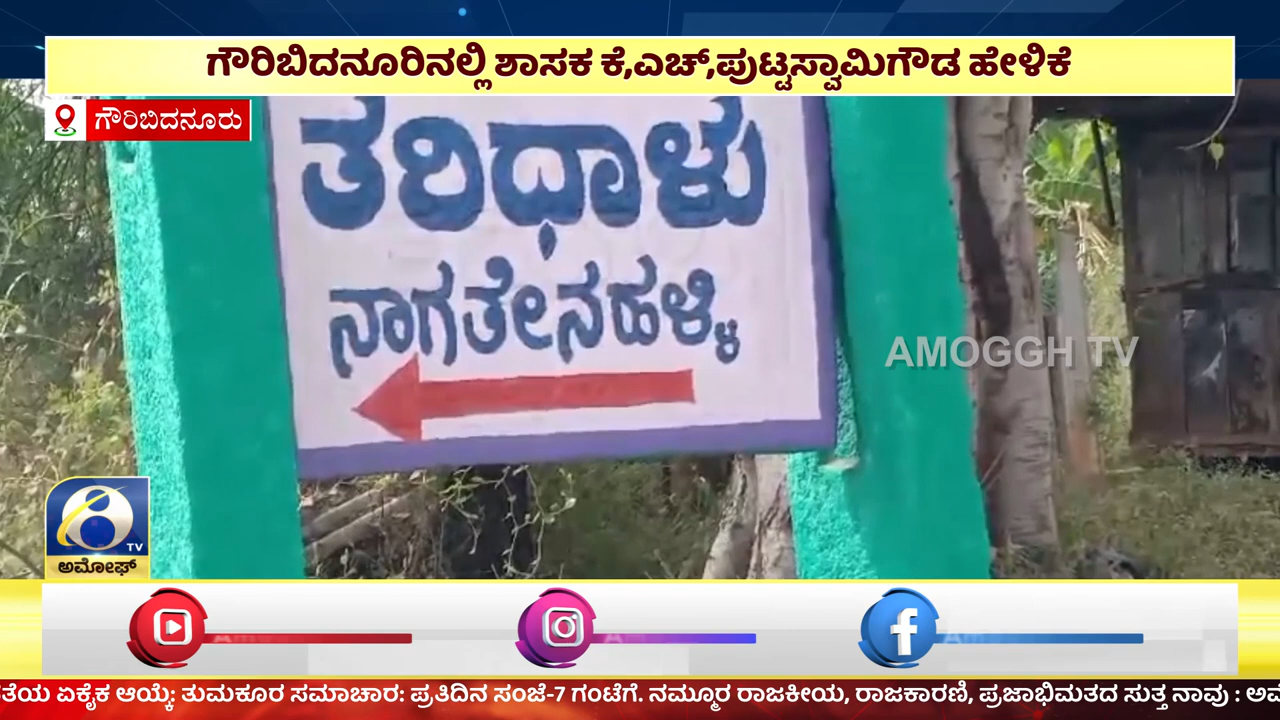 ಗೌರಿಬಿದನೂರಿನಲ್ಲಿ ಶಾಸಕ ಕೆ,ಎಚ್,ಪುಟ್ಟಸ್ವಾಮಿಗೌಡ ಹೇಳಿಕೆ
ಗೌರಿಬಿದನೂರು
ತರಿಧಾಳು
ನಾಗತೇನಹಳ್ಳಿ
AMOGGH TV
TV
ಅಮೋಘ್
ತೆಯ ಏಕೈಕ ಆಯ್ಕೆ: ತುಮಕೂರ ಸಮಾಚಾರ: ಪ್ರತಿದಿನ ಸಂಜೆ-7 ಗಂಟೆಗೆ. ನಮ್ಮೂರ ರಾಜಕೀಯ, ರಾಜಕಾರಣಿ, ಪ್ರಜಾಭಿಮತದ ಸುತ್ತ ನಾವು : ಅಮ